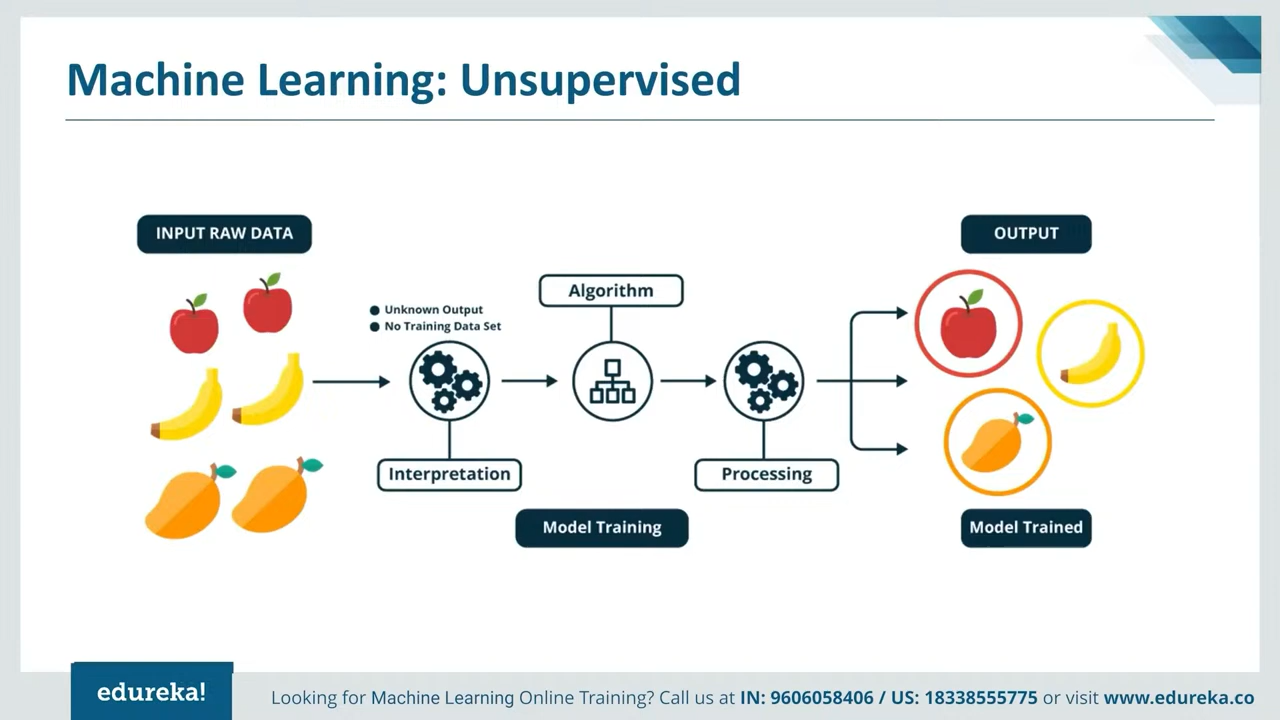 Machine Learning: Unsupervised
INPUT RAW DATA
OUTPUT
Algorithm
● Unknown Output
● No Training Data Set
Interpretation
Processing
Model Training
Model Trained
edureka!
Looking for Machine Learning Online Training? Call us at IN: 9606058406 / US: 18338555775 or visit www.edureka.co